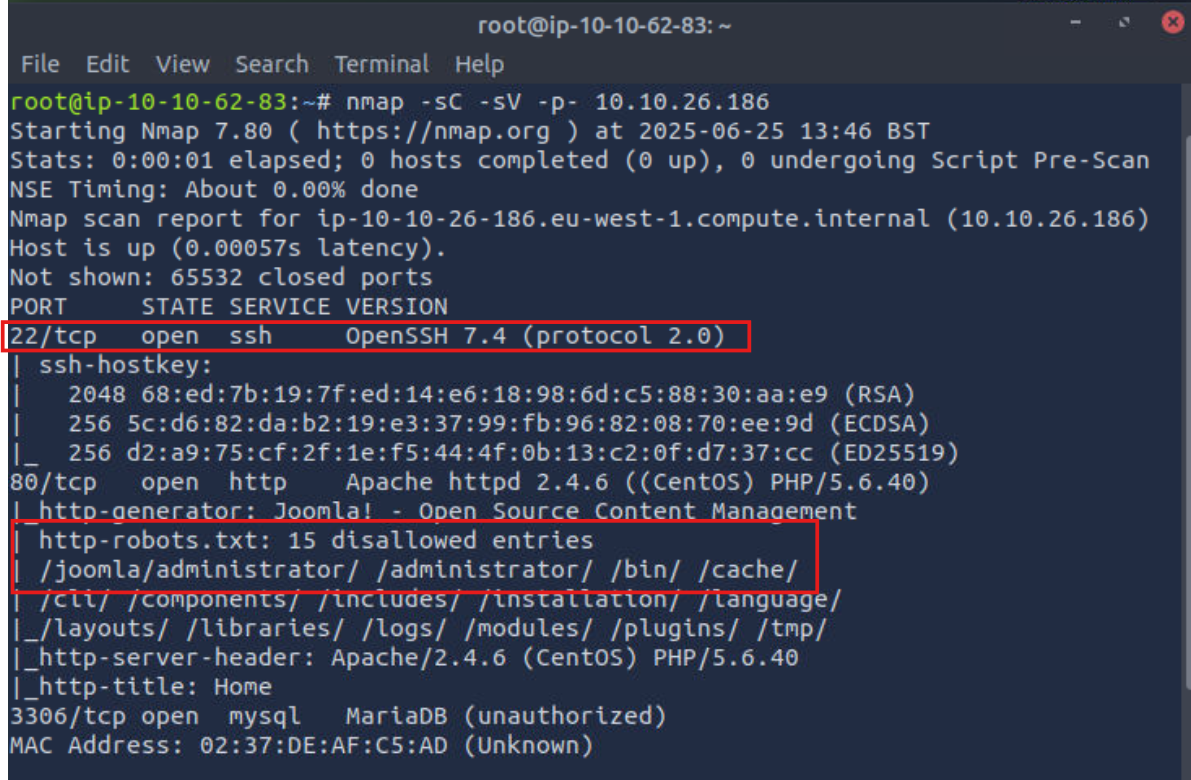 root@ip-10-10-62-83: ~
File Edit View Search Terminal Help
root@ip-10-10-62-83:~# nmap -sC -sV -p- 10.10.26.186
Starting Nmap 7.80 ( https://nmap.org ) at 2025-06-25 13:46 BST
Stats: 0:00:01 elapsed; 0 hosts completed (0 up), 0 undergoing Script Pre-Scan
NSE Timing: About 0.00% done
Nmap scan report for ip-10-10-26-186.eu-west-1.compute.internal (10.10.26.186)
Host is up (0.00057s latency).
Not shown: 65532 closed ports
PORT     STATE SERVICE VERSION
22/tcp   open  ssh     OpenSSH 7.4 (protocol 2.0)
| ssh-hostkey:
|   2048 68:ed:7b:19:7f:ed:14:e6:18:98:6d:c5:88:30:aa:e9 (RSA)
|   256 5c:d6:82:da:b2:19:e3:37:99:fb:96:82:08:70:ee:9d (ECDSA)
|_  256 d2:a9:75:cf:2f:1e:f5:44:4f:0b:13:c2:0f:d7:37:cc (ED25519)
80/tcp   open  http    Apache httpd 2.4.6 ((CentOS) PHP/5.6.40)
|_http-generator: Joomla! - Open Source Content Management
| http-robots.txt: 15 disallowed entries
| /joomla/administrator/ /administrator/ /bin/ /cache/
| /cli/ /components/ /includes/ /installation/ /language/
|_/layouts/ /libraries/ /logs/ /modules/ /plugins/ /tmp/
|_http-server-header: Apache/2.4.6 (CentOS) PHP/5.6.40
|_http-title: Home
3306/tcp open  mysql   MariaDB (unauthorized)
MAC Address: 02:37:DE:AF:C5:AD (Unknown)